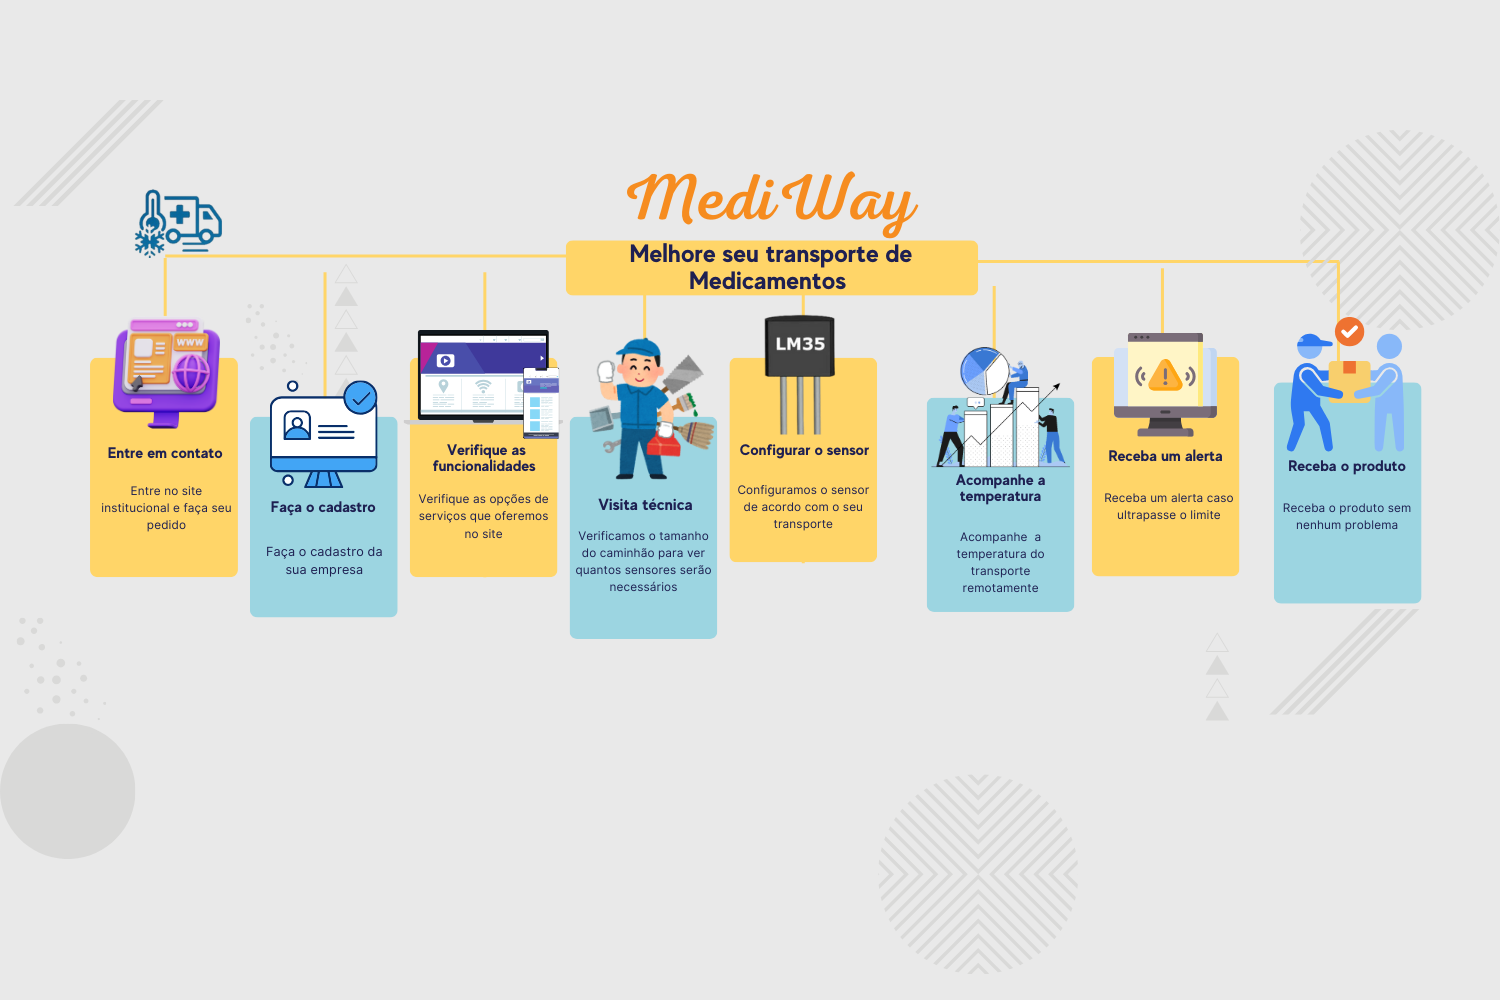 Medi Way
Melhore seu transporte de
Medicamentos
WWW
Entre em contato
Entre no site
institucional e faça seu
pedido
Faça o cadastro
Faça o cadastro da
sua empresa
Verifique as
funcionalidades
Verifique as opções de
serviços que oferemos
no site
Visita técnica
Verificamos o tamanho
do caminhão para ver
quantos sensores serão
necessários
LM35
Configurar o sensor
Configuramos o sensor
de acordo com o seu
transporte
Acompanhe a
temperatura
Acompanhe a
temperatura do
transporte
remotamente
Receba um alerta
Receba um alerta caso
ultrapasse o limite
Receba o produto
Receba o produto sem
nenhum problema